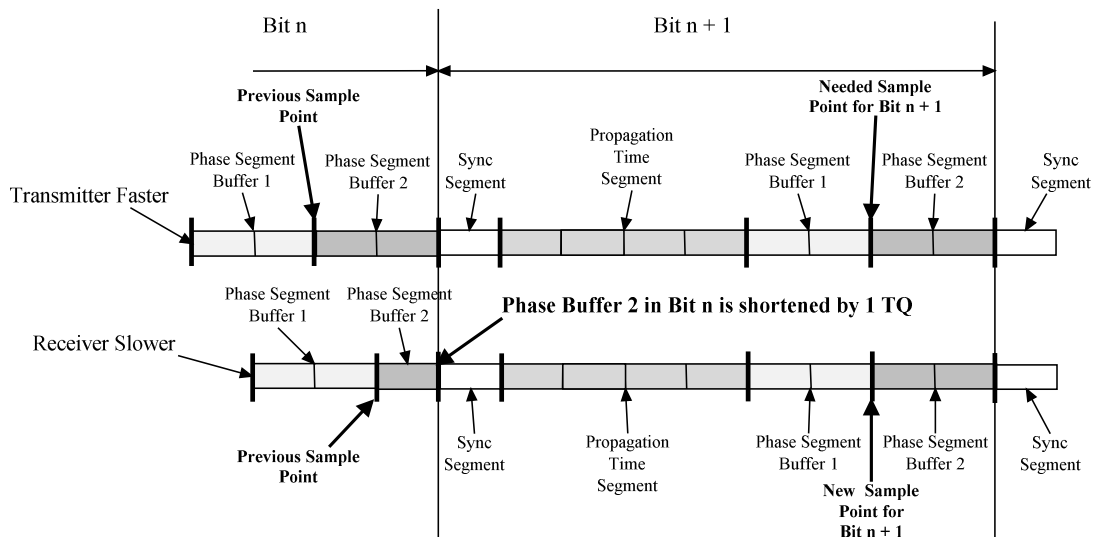 Bit n
Bit n + 1
Previous Sample
Point
Needed Sample
Point for Bit n + 1
Phase Segment
Buffer 1
Phase Segment
Buffer 2
Sync
Segment
Propagation
Time
Segment
Phase Segment
Buffer 1
Phase Segment
Buffer 2
Sync
Segment
Transmitter Faster
Phase Segment
Buffer 1
Phase Segment
Buffer 2
Phase Buffer 2 in Bit n is shortened by 1 TQ
Receiver Slower
Previous Sample
Point
Sync
Segment
Propagation
Time
Segment
Phase Segment
Buffer 1
Phase Segment
Buffer 2
Sync
Segment
New Sample
Point for
Bit n + 1